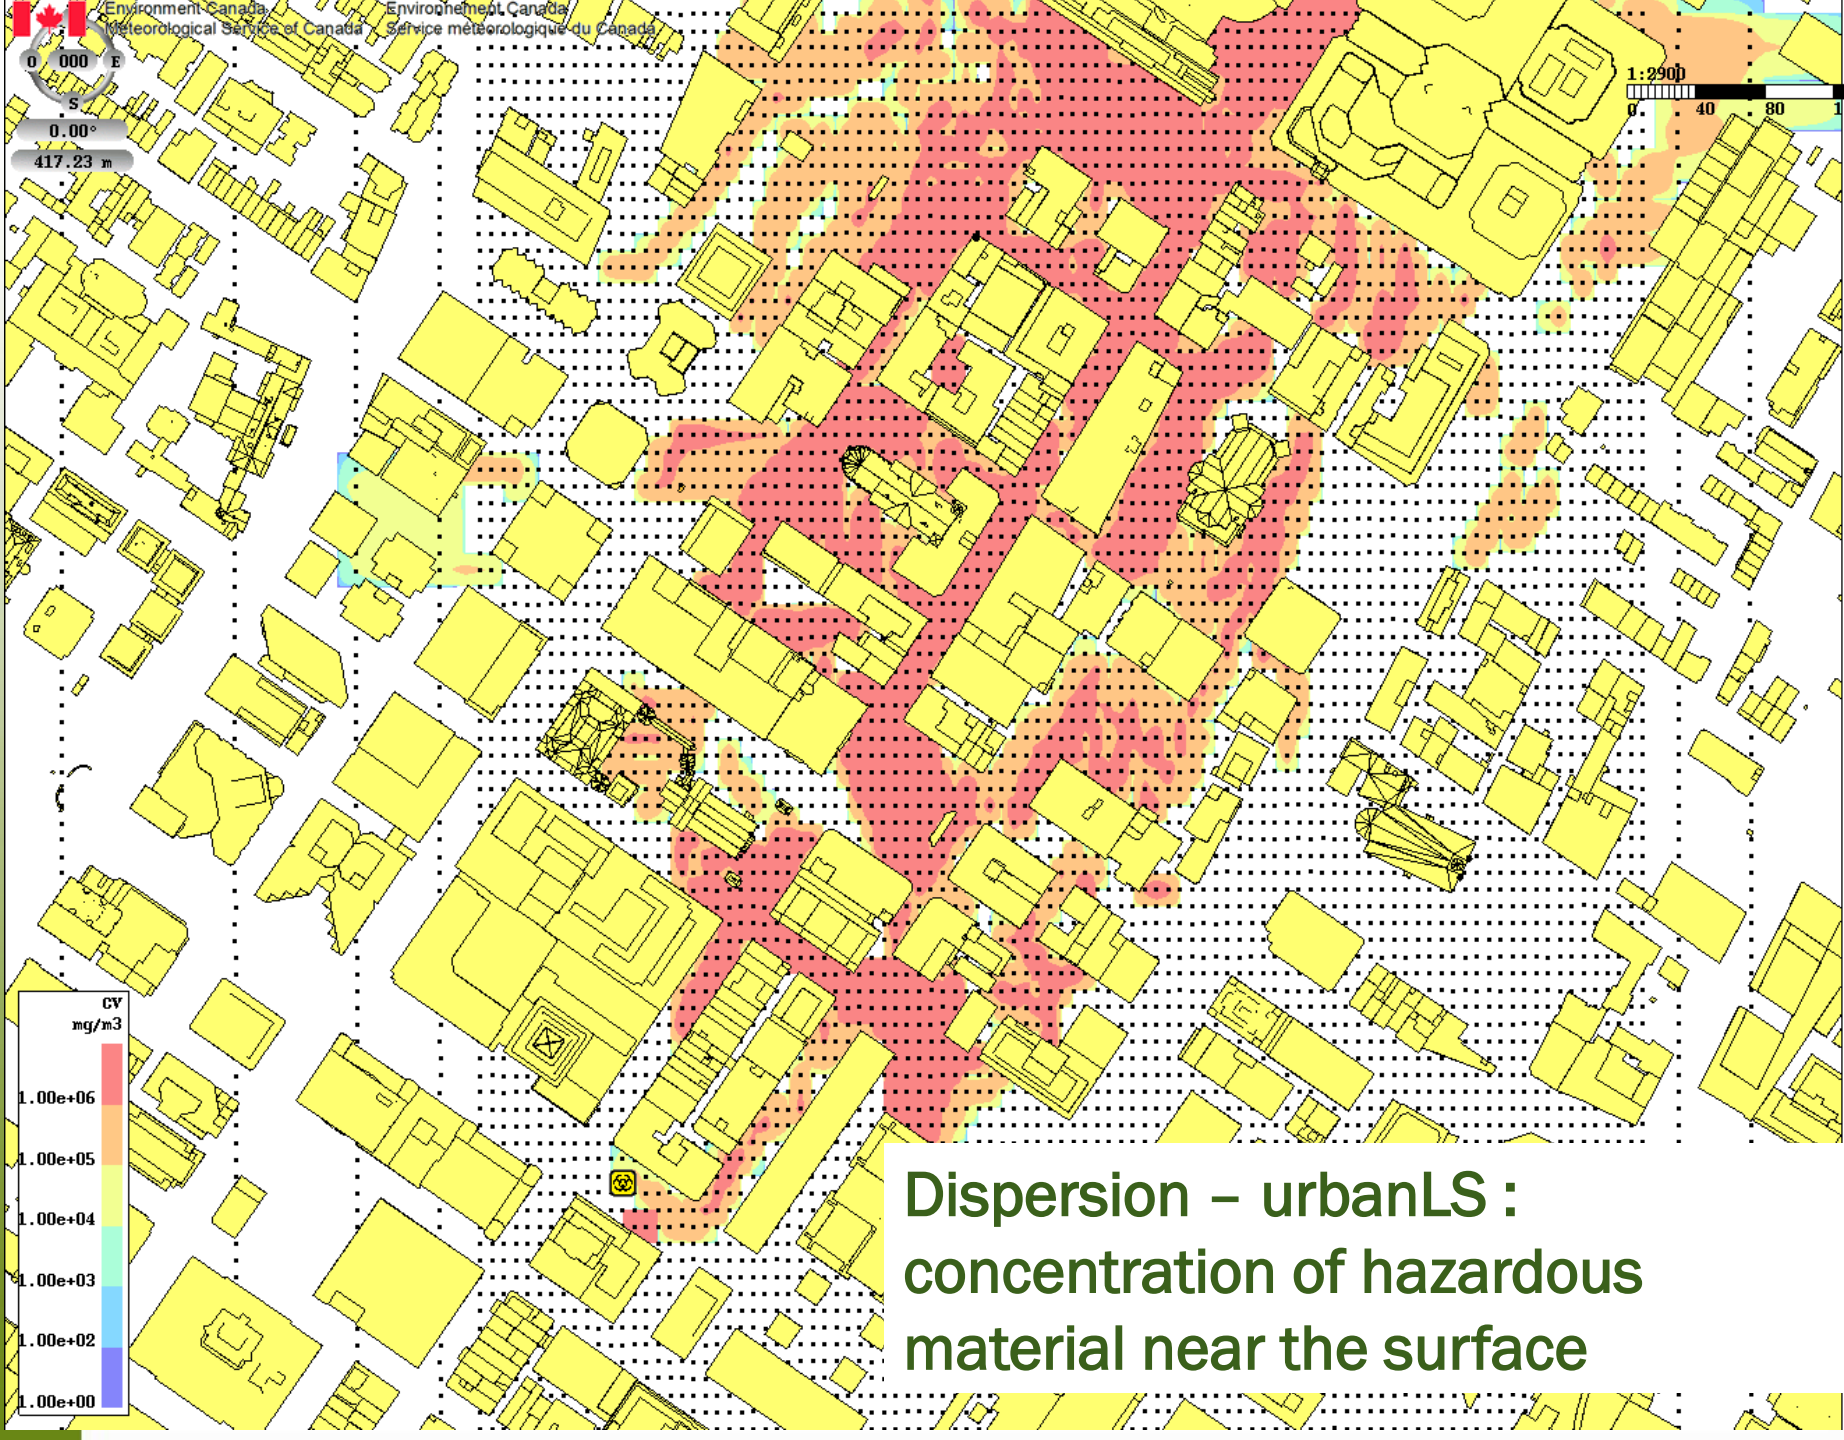 Environment Canada Environnement Canada
Meteorological Service of Canada Service météorologique du Canada
O 000 E
S
0.00°
417.23 m
1:2900
0 40 80 1
CV
mg/m3
1.00e+06
1.00e+05
1.00e+04
1.00e+03
1.00e+02
1.00e+00
Dispersion – urbanLS :
concentration of hazardous
material near the surface